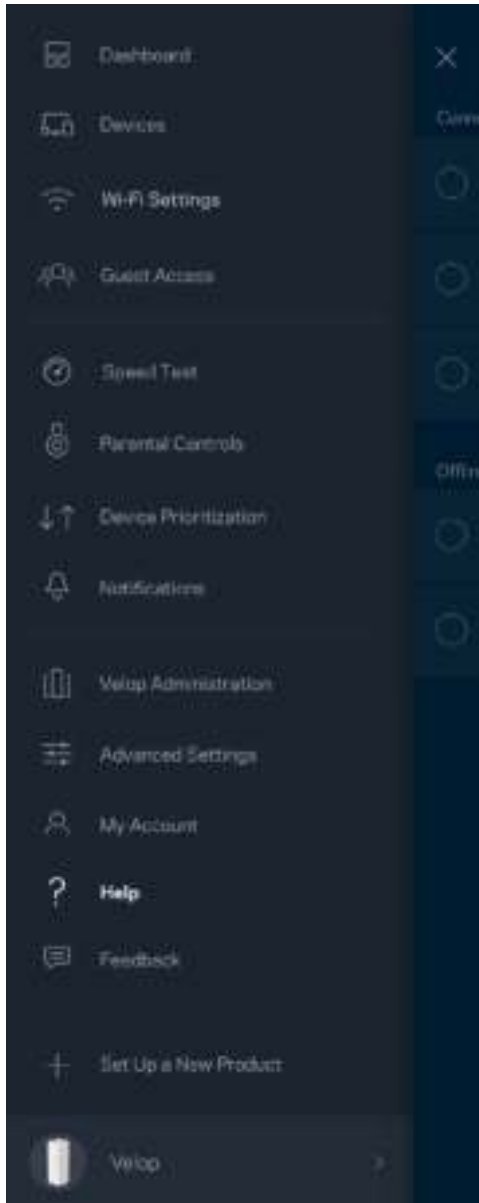 Dashboard
Devices
Wi-Fi Settings
Guest Access
Speed Test
Parental Controls
Device Prioritization
Notifications
Velop Administration
Advanced Settings
My Account
Help
Feedback
Set Up a New Product
Velop